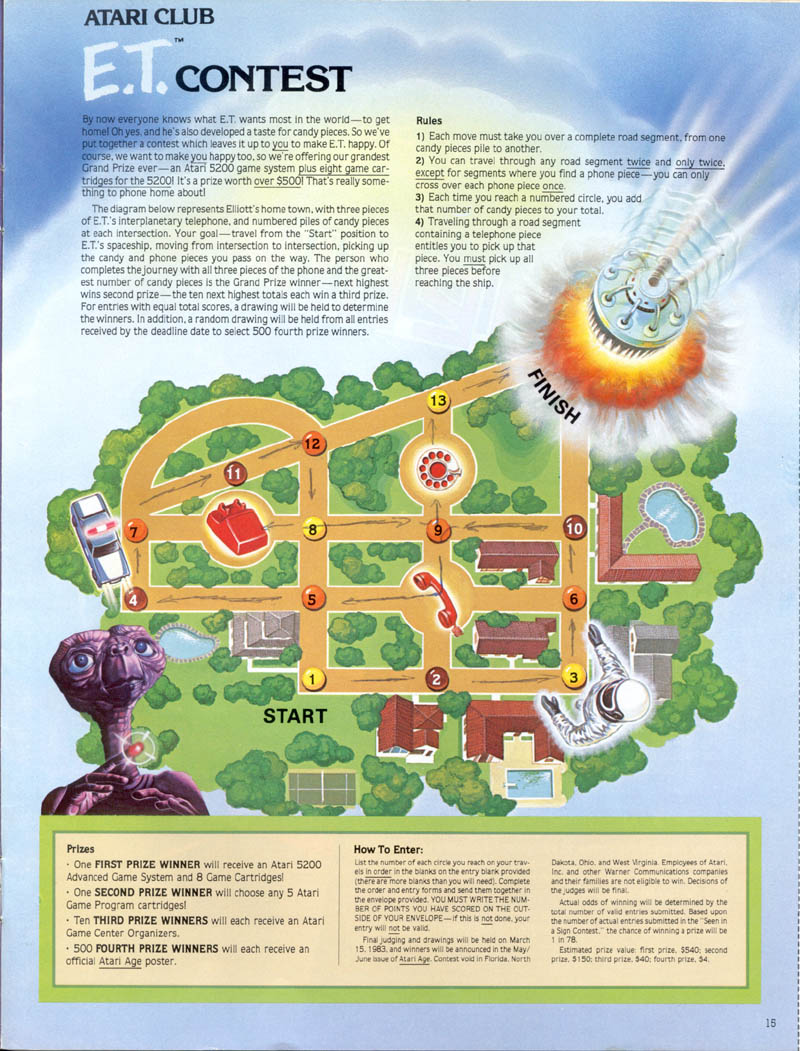 ATARI CLUB
E.T.™ CONTEST
By now everyone knows what E.T. wants most in the world—to get
home! Oh yes, and he's also developed a taste for candy pieces. So we've
put together a contest which leaves it up to you to make E.T. happy. Of
course, we want to make you happy too, so we're offering our grandest
Grand Prize ever—an Atari 5200 game system plus eight game car-
tridges for the 5200! It's a prize worth over $500! That's really some-
thing to phone home about!
The diagram below represents Elliott's home town, with three pieces
of E.T.'s interplanetary telephone, and numbered piles of candy pieces
at each intersection. Your goal—travel from the "Start" position to
E.T.'s spaceship, moving from intersection to intersection, picking up
the candy and phone pieces you pass on the way. The person who
completes the journey with all three pieces of the phone and the great-
est number of candy pieces is the Grand Prize winner—next highest
wins second prize—the ten next highest totals each win a third prize.
For entries with equal total scores, a drawing will be held to determine
the winners. In addition, a random drawing will be held from all entries
received by the deadline date to select 500 fourth prize winners.
Rules
1) Each move must take you over a complete road segment, from one
candy pieces pile to another.
2) You can travel through any road segment twice and only twice,
except for segments where you find a phone piece—you can only
cross over each phone piece once.
3) Each time you reach a numbered circle, you add
that number of candy pieces to your total.
4) Traveling through a road segment
containing a telephone piece
entitles you to pick up that
piece. You must pick up all
three pieces before
reaching the ship.
FINISH
13
12
11
7
8
9
10
4
5
6
1
2
3
START
Prizes
· One FIRST PRIZE WINNER will receive an Atari 5200
Advanced Game System and 8 Game Cartridges!
· One SECOND PRIZE WINNER will choose any 5 Atari
Game Program cartridges!
· Ten THIRD PRIZE WINNERS will each receive an Atari
Game Center Organizers.
· 500 FOURTH PRIZE WINNERS will each receive an
official Atari Age poster.
How To Enter:
List the number of each circle you reach on your trav-
els in order in the blanks on the entry blank provided
(there are more blanks than you will need). Complete
the order and entry forms and send them together in
the envelope provided. YOU MUST WRITE THE NUM-
BER OF POINTS YOU HAVE SCORED ON THE OUT-
SIDE OF YOUR ENVELOPE—if this is not done, your
entry will not be valid.
Final judging and drawings will be held on March
15, 1983, and winners will be announced in the May/
June issue of Atari Age. Contest void in Florida, North
Dakota, Ohio, and West Virginia. Employees of Atari,
Inc. and other Warner Communications companies
and their families are not eligible to win. Decisions of
the judges will be final.
Actual odds of winning will be determined by the
total number of valid entries submitted. Based upon
the number of actual entries submitted in the "Seen in
a Sign Contest," the chance of winning a prize will be
1 in 78.
Estimated prize value: first prize, $540; second
prize, $150; third prize, $40; fourth prize, $4.
15